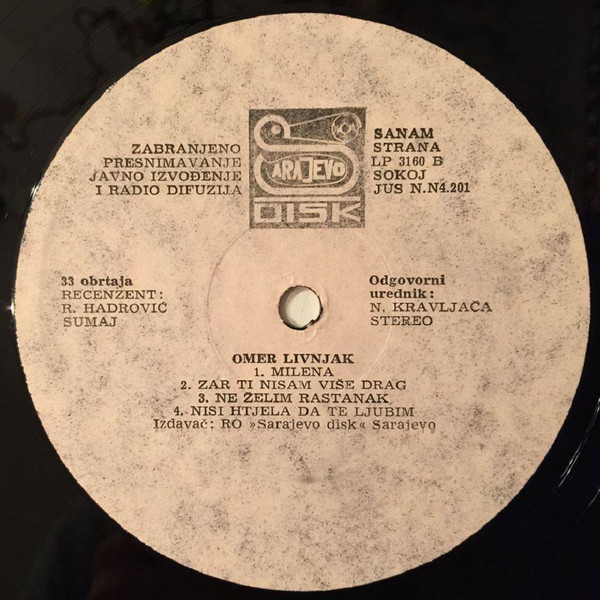 ZABRANJENO
PRESNIMAVANJE
JAVNO IZVOĐENJE
I RADIO DIFUZIJA
SARAJEVO
DISK
SANAM
STRANA
LP 3160 B
SOKOJ
JUS N.N4.201
33 obrtaja
RECENZENT:
R. HADROVIĆ
SUMAJ
Odgovorni
urednik:
N. KRAVLJAČA
STEREO
OMER LIVNJAK
1. MILENA
2. ZAR TI NISAM VIŠE DRAG
3. NE ŽELIM RASTANAK
4. NISI HTJELA DA TE LJUBIM
Izdavač: RO »Sarajevo disk« Sarajevo